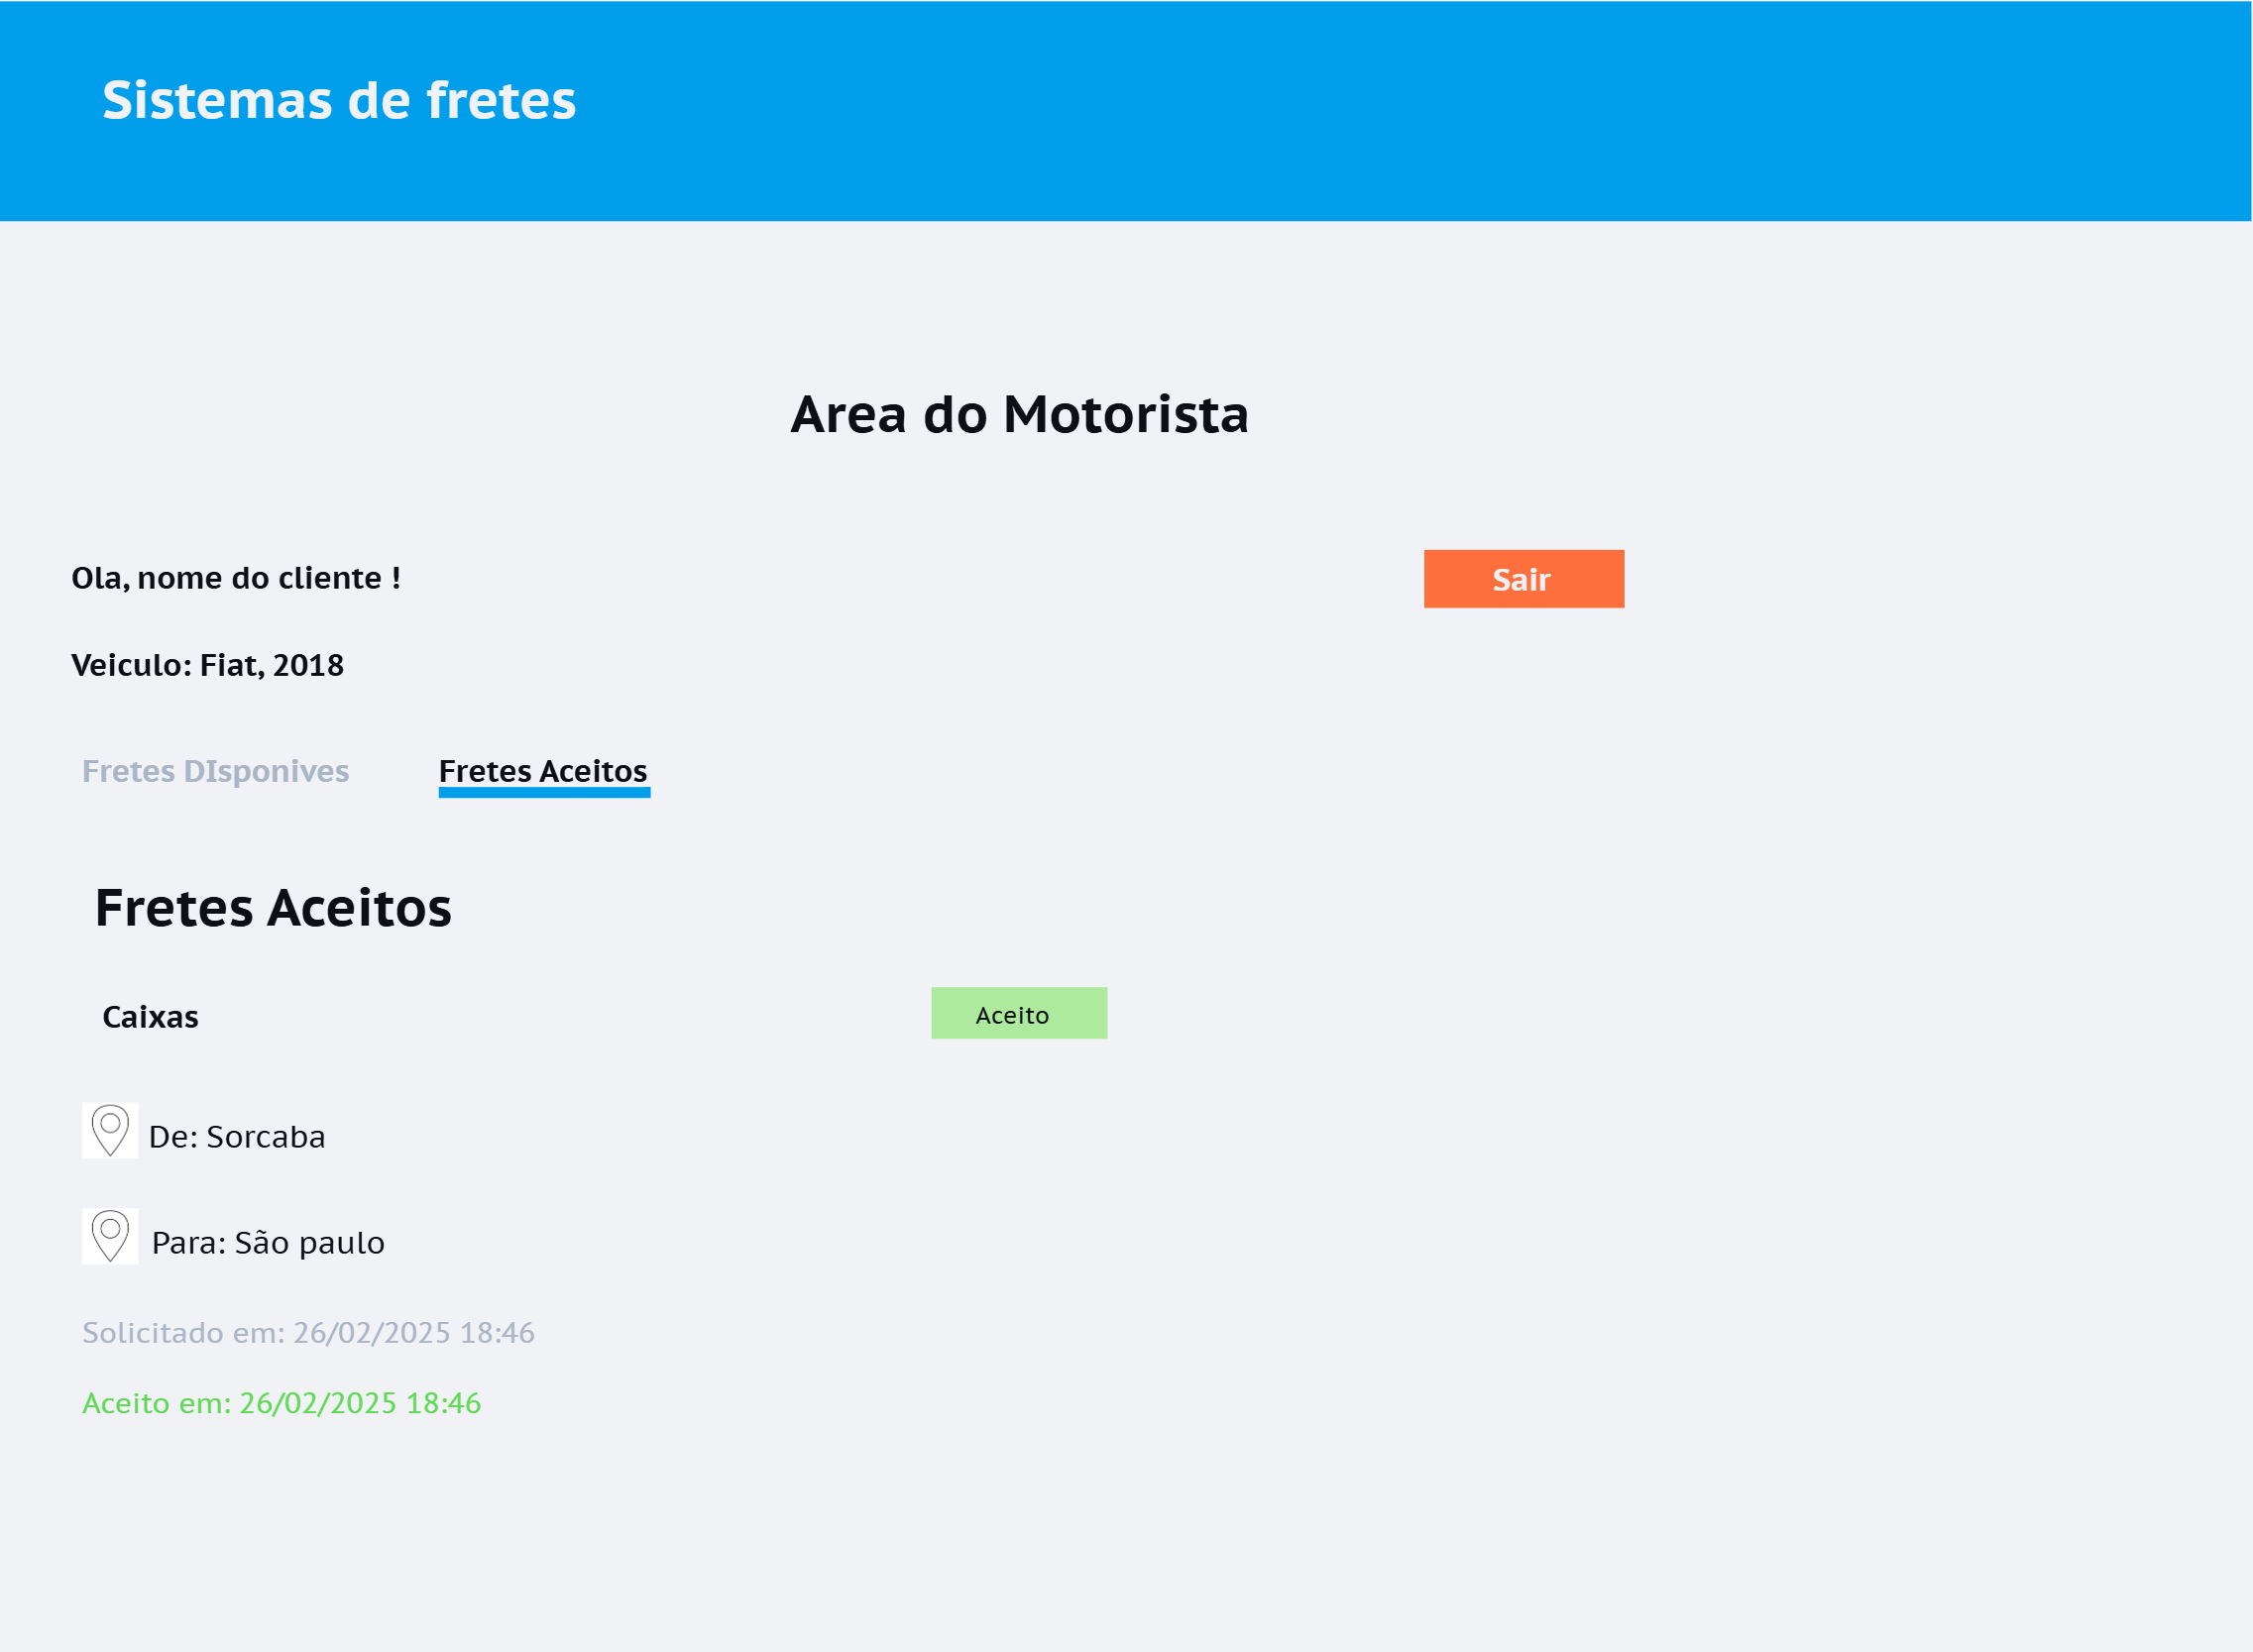 Sistemas de fretes
Area do Motorista
Ola, nome do cliente !
Sair
Veiculo: Fiat, 2018
Fretes DIsponives
Fretes Aceitos
Fretes Aceitos
Caixas
Aceito
De: Sorcaba
Para: São paulo
Solicitado em: 26/02/2025 18:46
Aceito em: 26/02/2025 18:46